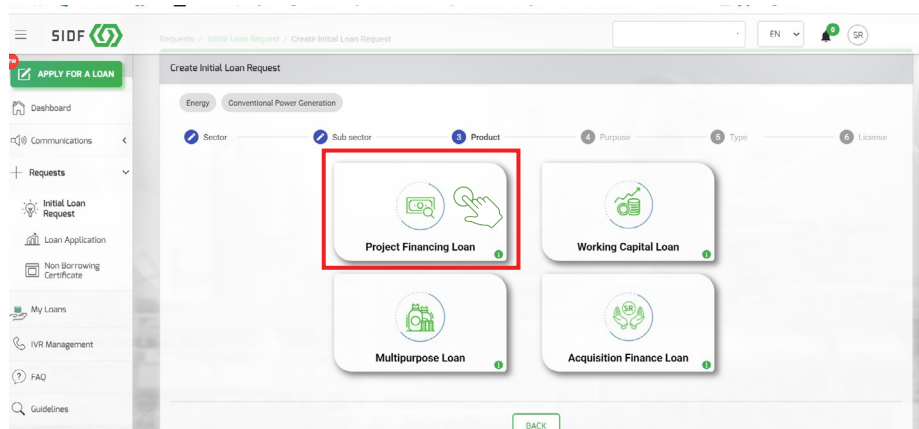 SIDF
Requests / Initial Loan Request / Create Initial Loan Request
EN
0
SR
APPLY FOR A LOAN
Dashboard
Communications
Requests
Initial Loan
Request
Loan Application
Non Borrowing
Certificate
My Loans
IVR Management
FAQ
Guidelines
Create Initial Loan Request
Energy
Conventional Power Generation
Sector
Sub sector
3 Product
4 Purpose
5 Type
6 License
Project Financing Loan
Working Capital Loan
Multipurpose Loan
SR
Acquisition Finance Loan
BACK